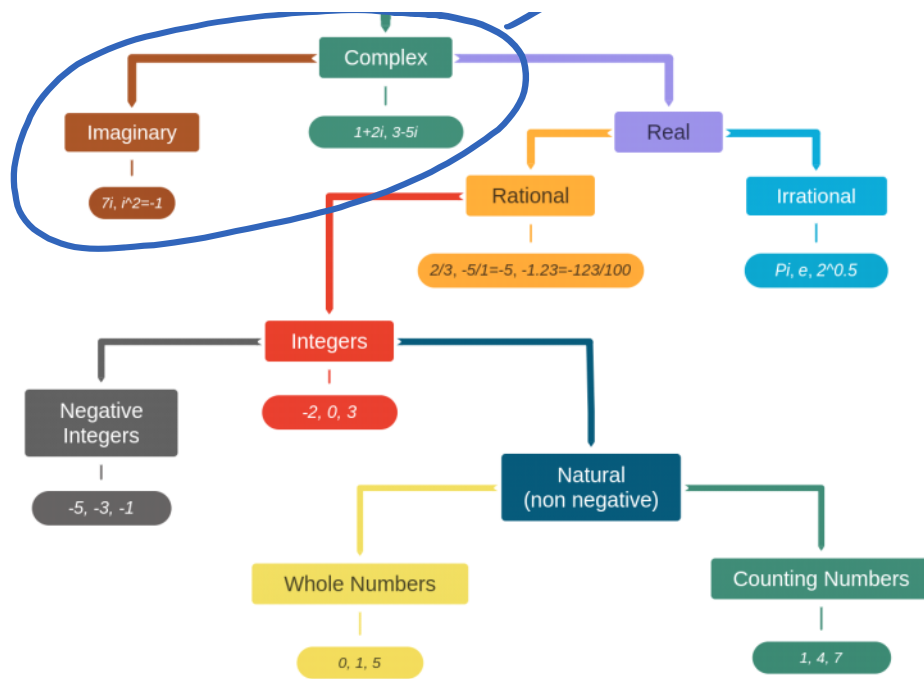 Complex
1+2i, 3-5i
Imaginary
7i, i^2=-1
Real
Rational
2/3, -5/1=-5, -1.23=-123/100
Irrational
Pi, e, 2^0.5
Integers
-2, 0, 3
Negative
Integers
-5, -3, -1
Natural
(non negative)
Whole Numbers
0, 1, 5
Counting Numbers
1, 4, 7